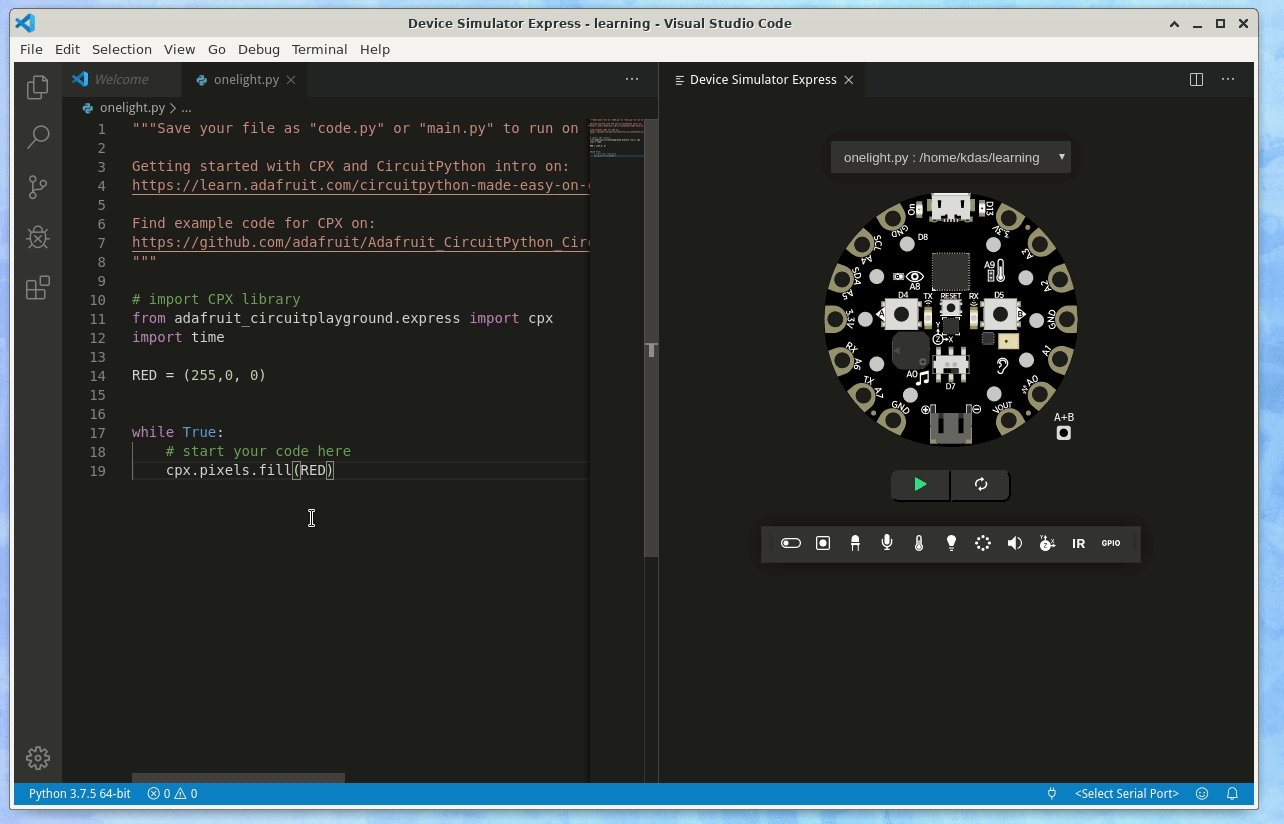 Device Simulator Express - learning - Visual Studio Code
File Edit Selection View Go Debug Terminal Help
Welcome onelight.py ...
onelight.py > ...
1 """Save your file as "code.py" or "main.py" to run on
2
3 Getting started with CPX and CircuitPython intro on:
4 https://learn.adafruit.com/circuitpython-made-easy-on-
5
6 Find example code for CPX on:
7 https://github.com/adafruit/Adafruit_CircuitPython_Circ
8 """
9
10 # import CPX library
11 from adafruit_circuitplayground.express import cpx
12 import time
13
14 RED = (255,0, 0)
15
16
17 while True:
18 # start your code here
19 cpx.pixels.fill(RED)
Device Simulator Express ...
onelight.py : /home/kdas/learning
On D13
GND 3.3V
SCL D8 A3
A4
SDA A8 A9 A2
A5
D4 TX RESET RX D5
3.3V A B GND
Y
Z X
RX A1
A6 A0
TX D7 A0
A7
GND VOUT
A+B
IR GPIO
Python 3.7.5 64-bit 0 0 <Select Serial Port>